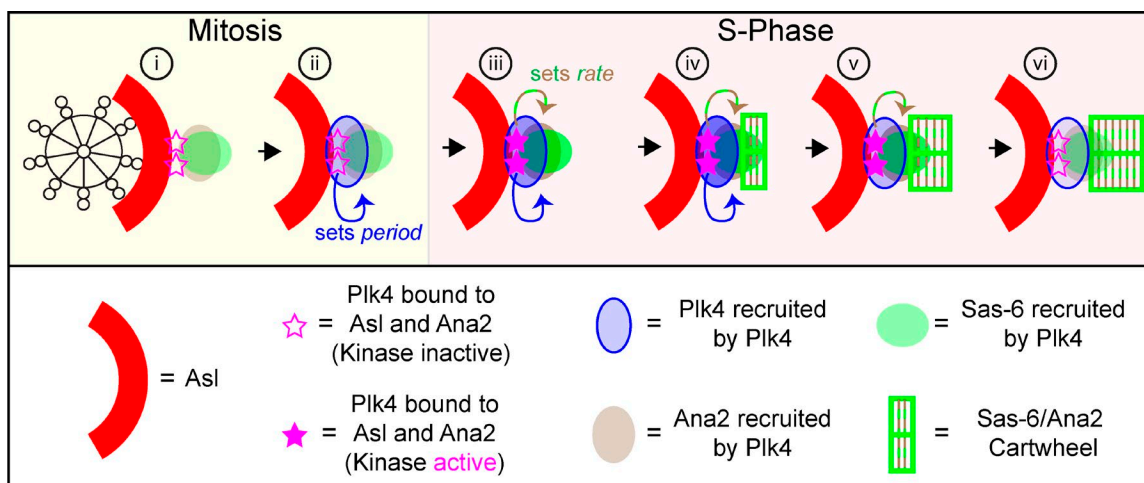 Mitosis
S-Phase
i
ii
iii
iv
v
vi
sets rate
sets period
= Asl
= Plk4 bound to
Asl and Ana2
(Kinase inactive)
= Plk4 bound to
Asl and Ana2
(Kinase active)
= Plk4 recruited
by Plk4
= Ana2 recruited
by Plk4
= Sas-6 recruited
by Plk4
= Sas-6/Ana2
Cartwheel